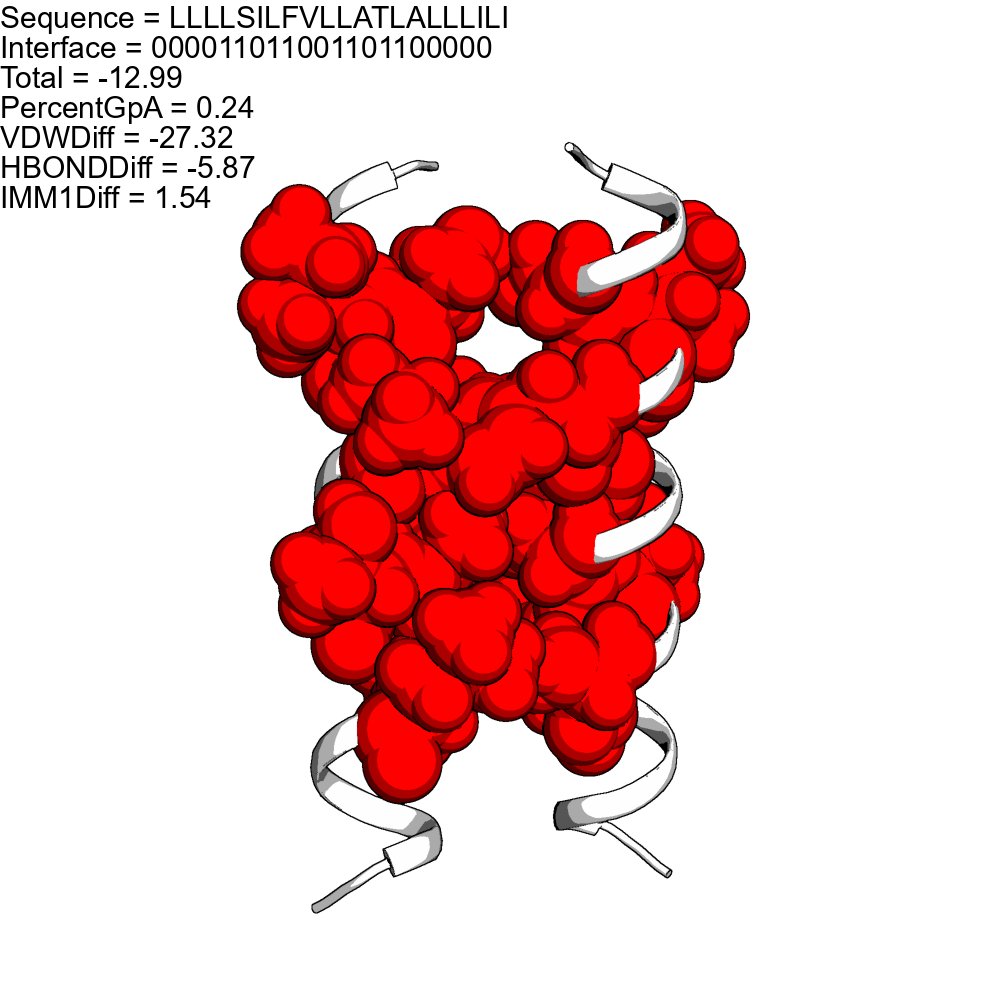 Sequence = LLLLSILFVLLATLALLLILI
Interface = 000011011001101100000
Total = -12.99
PercentGpA = 0.24
VDWDiff = -27.32
HBONDDiff = -5.87
IMM1Diff = 1.54